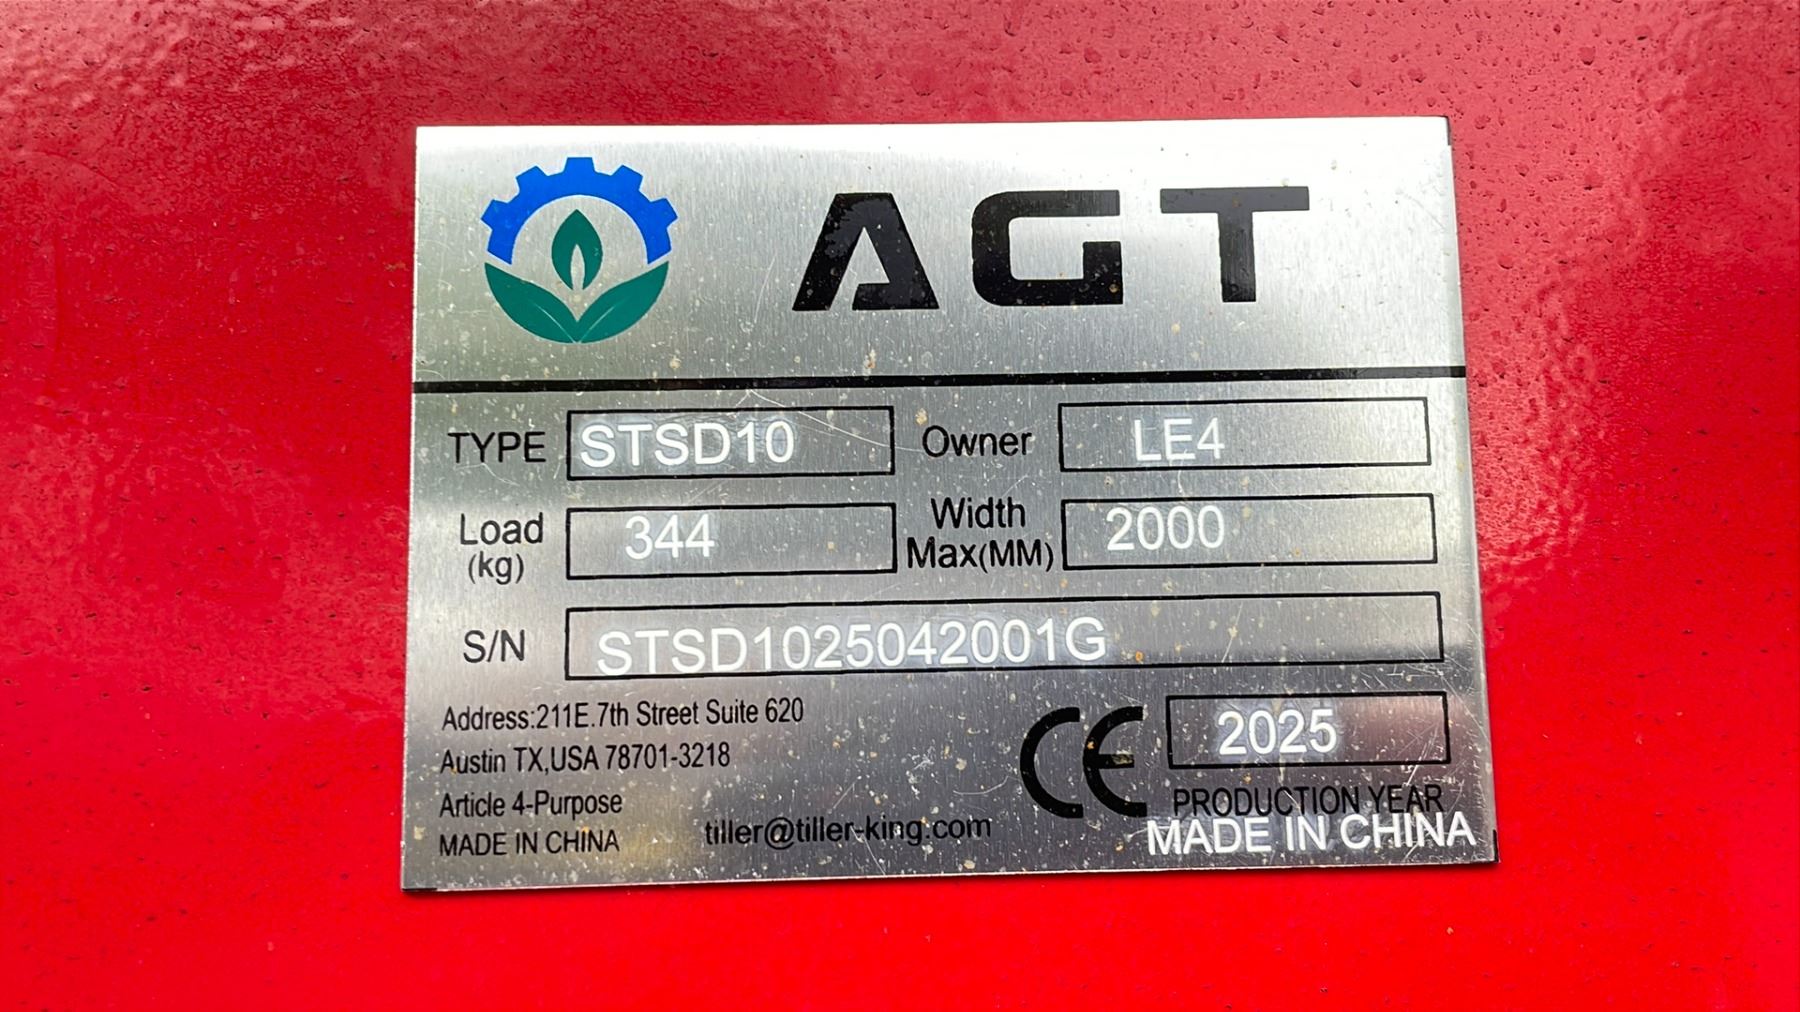 AGT
TYPE STSD10 Owner LE4
Load (kg) 344 Width Max(MM) 2000
S/N STSD1025042001G
Address:211E.7th Street Suite 620
Austin TX,USA 78701-3218
Article 4-Purpose
MADE IN CHINA
tiller@tiller-king.com
CE 2025
PRODUCTION YEAR
MADE IN CHINA